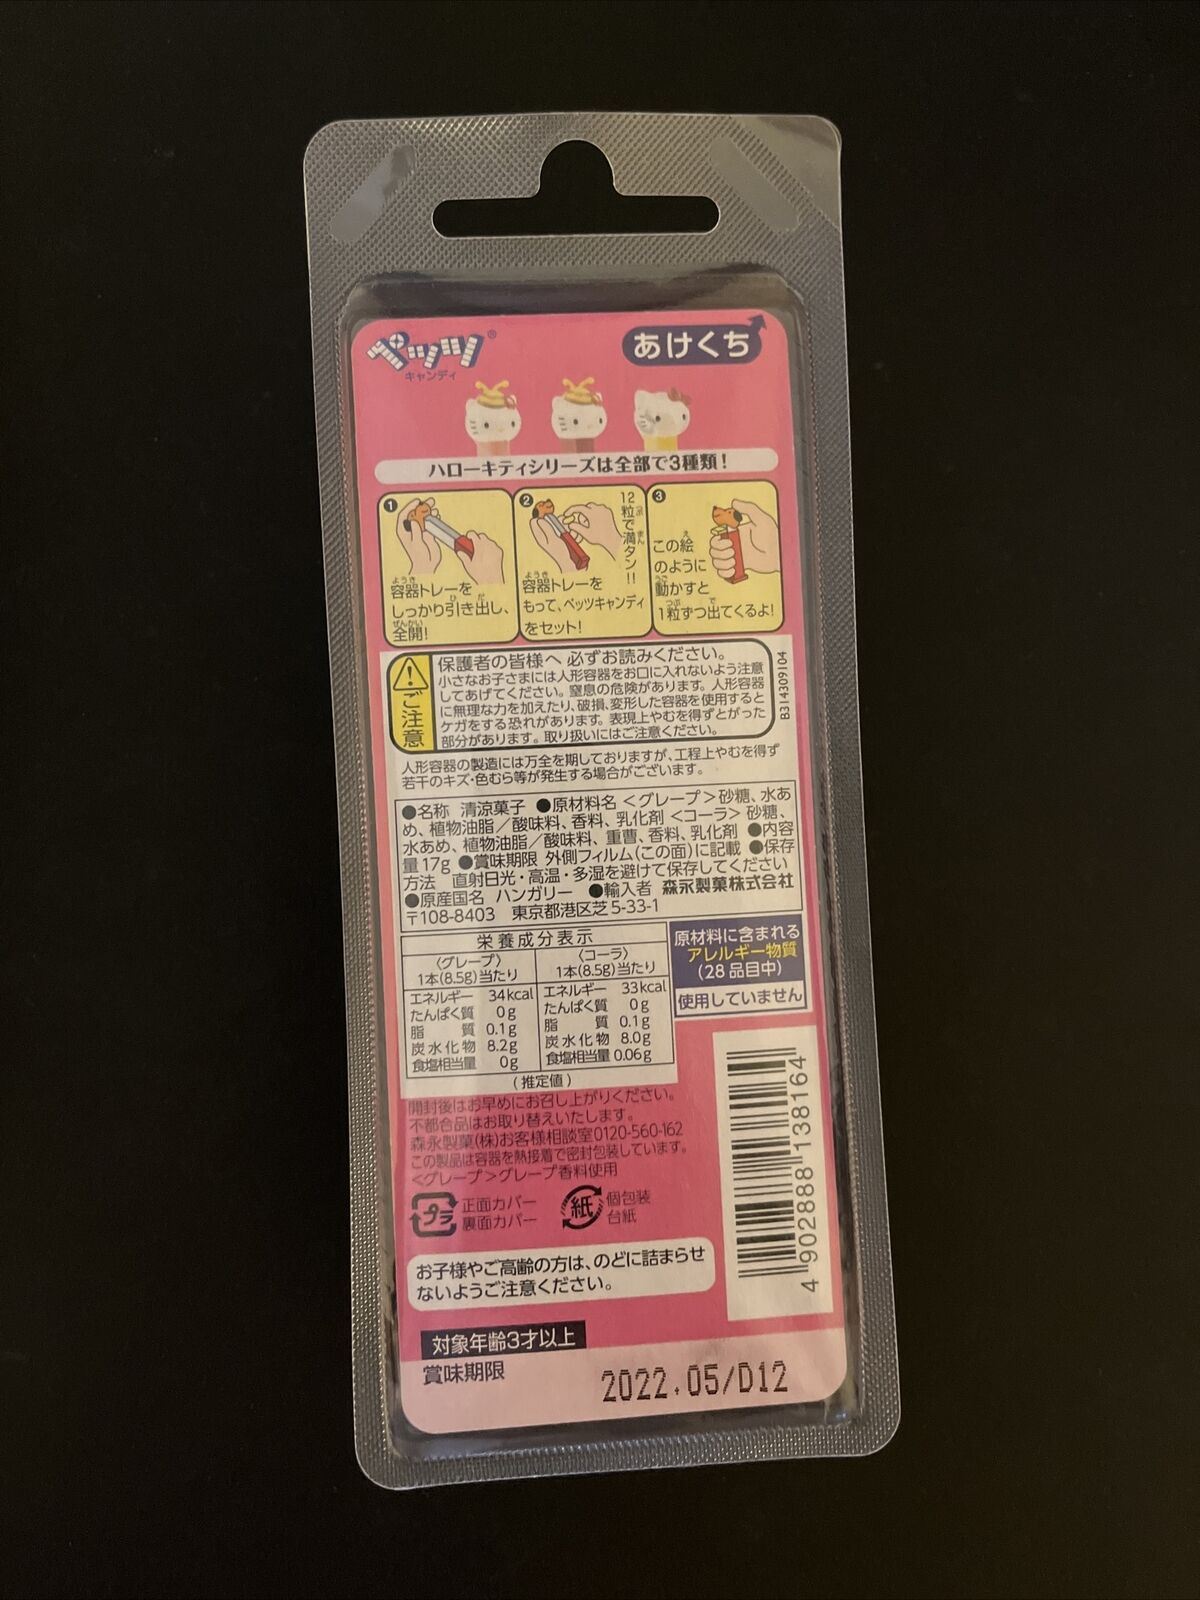 ペッツ®
キャンディ
あけくち
ハローキティシリーズは全部で3種類!
1
容器トレーを
しっかり引き出し、
全開!
2
12粒で満タン!!
容器トレーを
もって、ペッツキャンディ
をセット!
3
この絵
のように
動かすと
1粒ずつ出てくるよ!
ご注意
保護者の皆様へ 必ずお読みください。
小さなお子さまには人形容器をお口に入れないよう注意
してあげてください。窒息の危険があります。人形容器
に無理な力を加えたり、破損、変形した容器を使用すると
ケガをする恐れがあります。表現上やむを得ずとがった
部分があります。取り扱いにはご注意ください。
B314309104
人形容器の製造には万全を期しておりますが、工程上やむを得ず
若干のキズ・色むら等が発生する場合がございます。
●名称 清涼菓子 ●原材料名 <グレープ>砂糖、水あ
め、植物油脂/酸味料、香料、乳化剤 <コーラ> 砂糖、
水あめ、植物油脂/酸味料、重曹、香料、乳化剤 ●内容
量 17g ●賞味期限 外側フィルム(この面)に記載 ●保存
方法 直射日光・高温・多湿を避けて保存してください
●原産国名 ハンガリー ●輸入者 森永製菓株式会社
〒108-8403 東京都港区芝5-33-1
栄養成分表示
〈グレープ〉
1本(8.5g)当たり
エネルギー 34kcal
たんぱく質 0g
脂質 0.1g
炭水化物 8.2g
食塩相当量 0g
〈コーラ〉
1本(8.5g)当たり
エネルギー 33kcal
たんぱく質 0g
脂質 0.1g
炭水化物 8.0g
食塩相当量 0.06g
(推定値)
原材料に含まれる
アレルギー物質
(28品目中)
使用していません
開封後はお早めにお召し上がりください。
不都合品はお取り替えいたします。
森永製菓(株)お客様相談室0120-560-162
この製品は容器を熱接着で密封包装しています。
<グレープ>グレープ香料使用
プラ
正面カバー
裏面カバー
紙
個包装
台紙
4 902888 138164
お子様やご高齢の方は、のどに詰まらせ
ないようご注意ください。
対象年齢3才以上
賞味期限
2022.05/D12